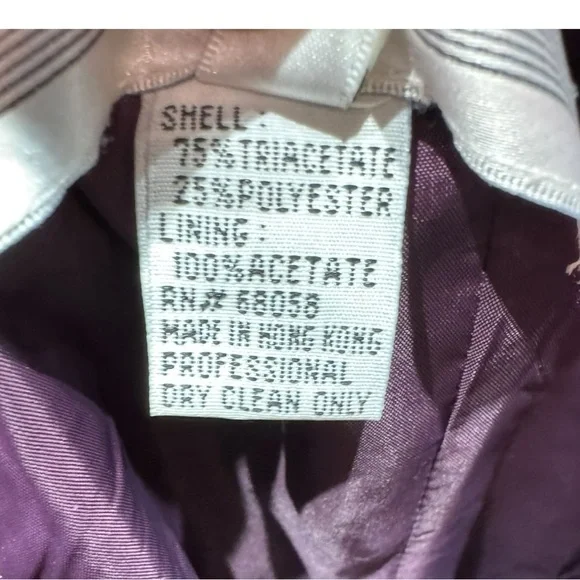 SHELL :
75%TRIACETATE
25%POLYESTER
LINING :
100%ACETATE
RN# 68058
MADE IN HONG KONG
PROFESSIONAL
DRY CLEAN ONLY